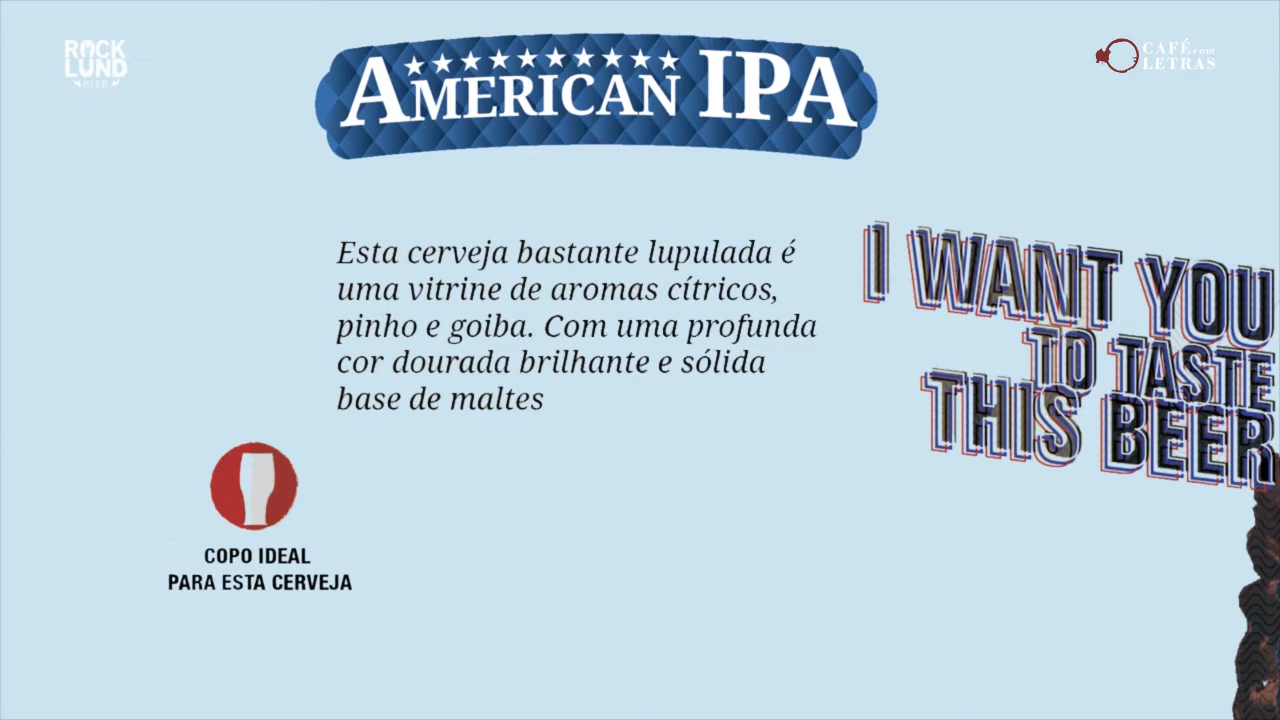 ROCK
LUND
BEER
CAFÉ com
LETRAS
AMERICAN IPA
Esta cerveja bastante lupulada é
uma vitrine de aromas cítricos,
pinho e goiba. Com uma profunda
cor dourada brilhante e sólida
base de maltes
I WANT YOU
TO TASTE
THIS BEER
COPO IDEAL
PARA ESTA CERVEJA